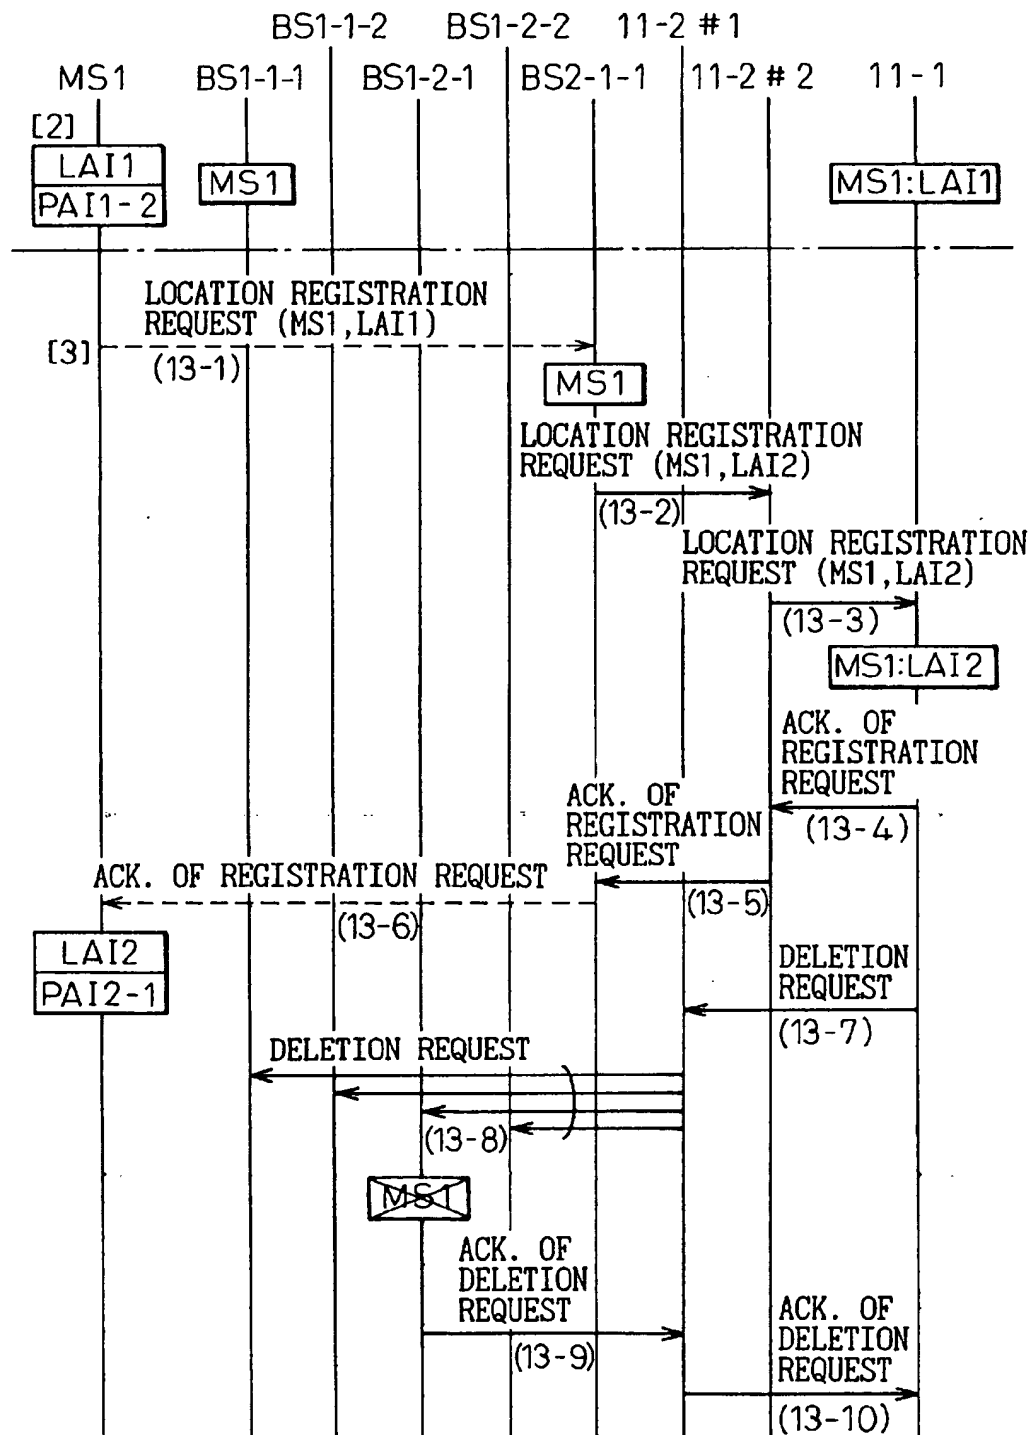 BS1-1-2 BS1-2-2 11-2 #1
MS1 BS1-1-1 BS1-2-1 BS2-1-1 11-2 #2 11-1
[2]
LAI1
PAI1-2
MS1
MS1:LAI1
LOCATION REGISTRATION
REQUEST (MS1,LAI1)
[3]
(13-1)
MS1
LOCATION REGISTRATION
REQUEST (MS1,LAI2)
(13-2)
LOCATION REGISTRATION
REQUEST (MS1,LAI2)
(13-3)
MS1:LAI2
ACK. OF
REGISTRATION
REQUEST
(13-4)
ACK. OF
REGISTRATION
REQUEST
(13-5)
ACK. OF REGISTRATION REQUEST
(13-6)
LAI2
PAI2-1
DELETION
REQUEST
(13-7)
DELETION REQUEST
(13-8)
MS1
ACK. OF
DELETION
REQUEST
(13-9)
ACK. OF
DELETION
REQUEST
(13-10)